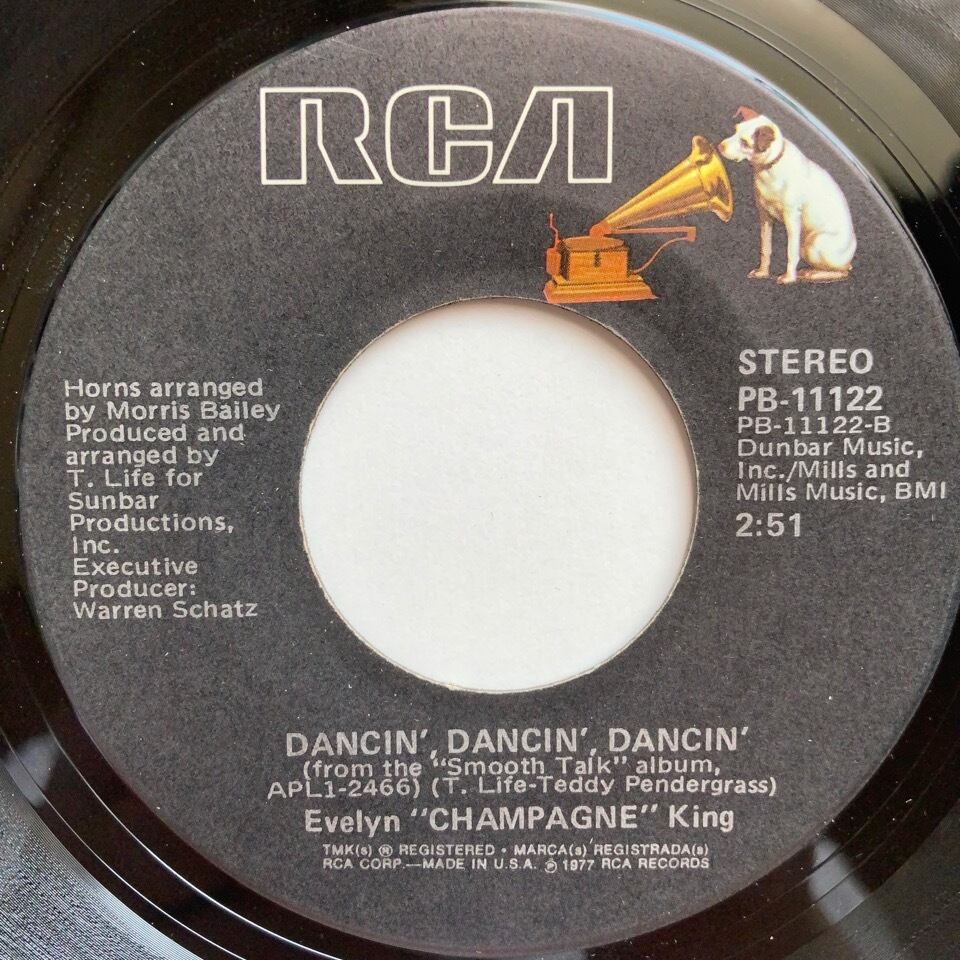 RCA
Horns arranged
by Morris Bailey
Produced and
arranged by
T. Life for
Sunbar
Productions,
Inc.
Executive
Producer:
Warren Schatz
STEREO
PB-11122
PB-11122-B
Dunbar Music,
Inc./Mills and
Mills Music, BMI
2:51
DANCIN', DANCIN', DANCIN'
(from the "Smooth Talk" album,
APL1-2466) (T. Life-Teddy Pendergrass)
Evelyn "CHAMPAGNE" King
TMK(s) ® REGISTERED • MARCA(s) REGISTRADA(s)
RCA CORP.—MADE IN U.S.A. ℗ 1977 RCA RECORDS